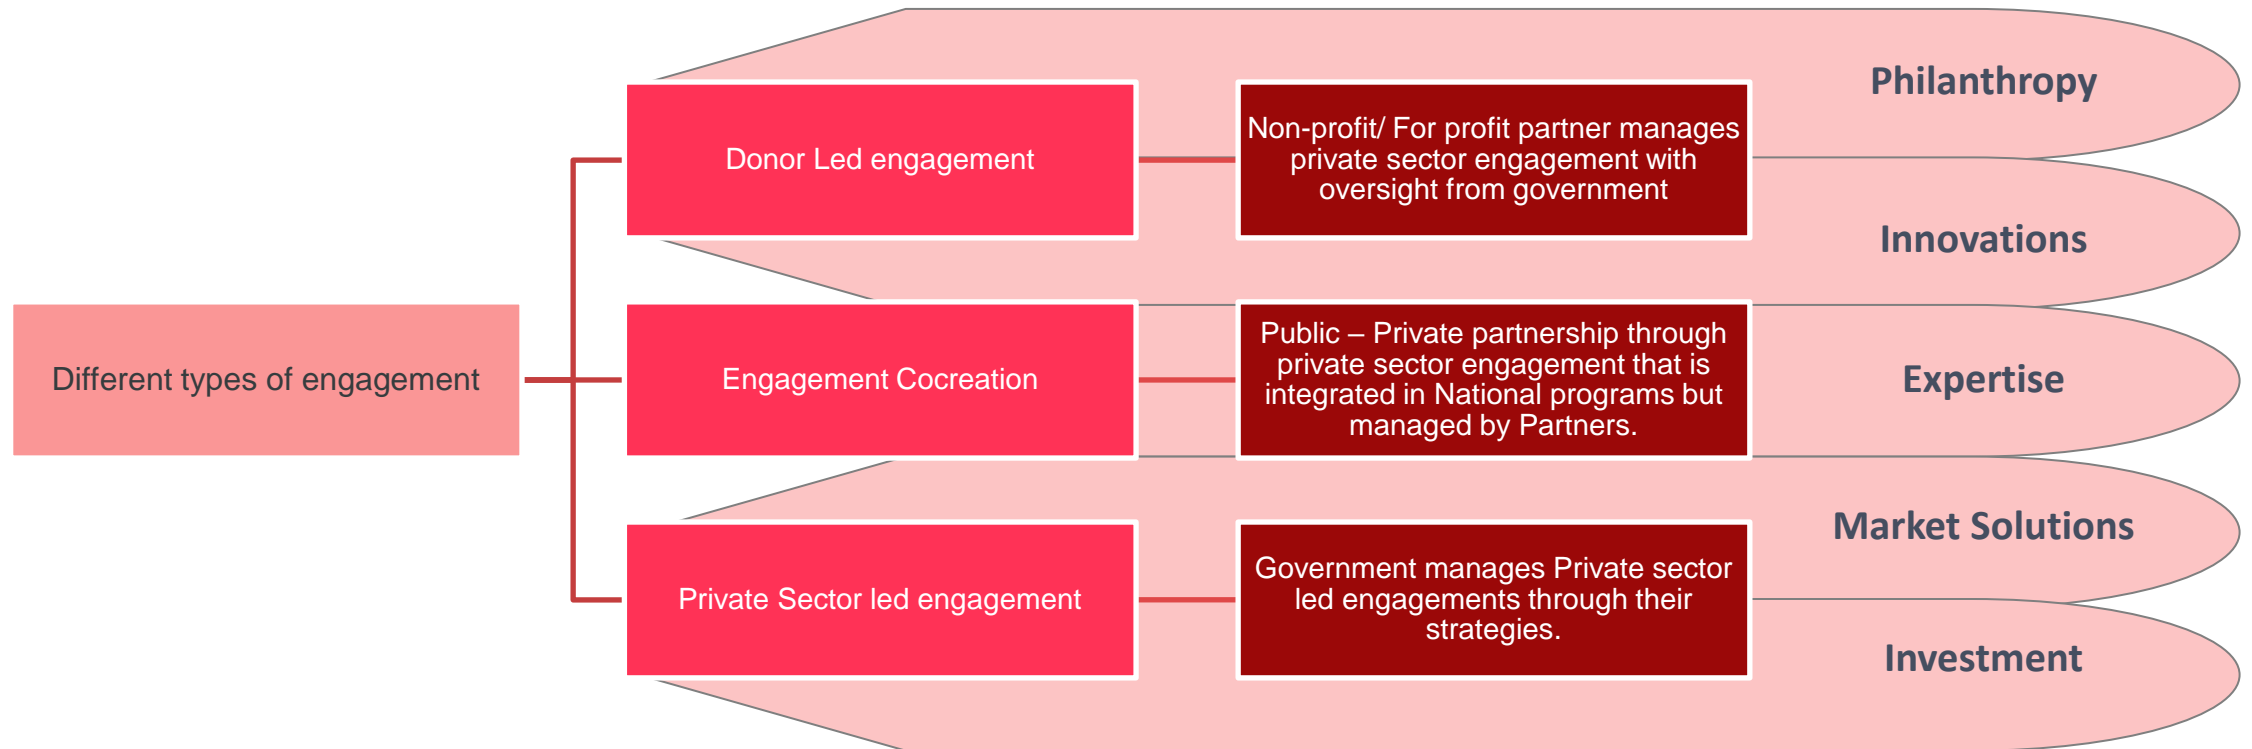 Different types of engagement
Donor Led engagement
Non-profit/ For profit partner manages
private sector engagement with
oversight from government
Engagement Cocreation
Public – Private partnership through
private sector engagement that is
integrated in National programs but
managed by Partners.
Private Sector led engagement
Government manages Private sector
led engagements through their
strategies.
Philanthropy
Innovations
Expertise
Market Solutions
Investment